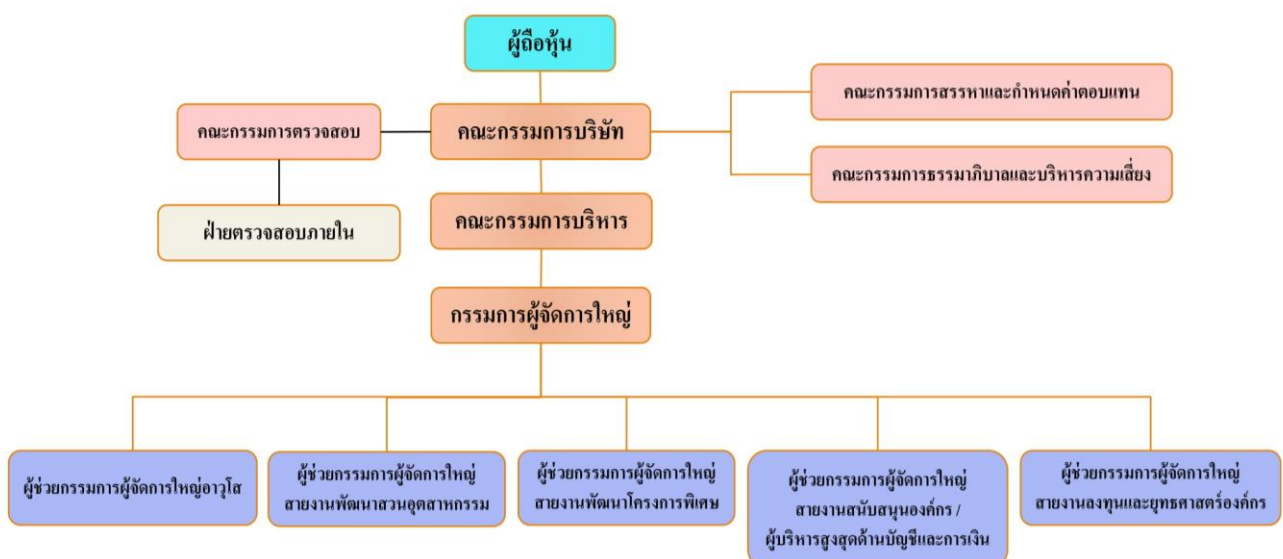 ผู้ถือหุ้น
คณะกรรมการสรรหาและกำหนดค่าตอบแทน
คณะกรรมการตรวจสอบ
คณะกรรมการบริษัท
คณะกรรมการธรรมาภิบาลและบริหารความเสี่ยง
ฝ่ายตรวจสอบภายใน
คณะกรรมการบริหาร
กรรมการผู้จัดการใหญ่
ผู้ช่วยกรรมการผู้จัดการใหญ่อาวุโส
ผู้ช่วยกรรมการผู้จัดการใหญ่
สายงานพัฒนาสวนอุตสาหกรรม
ผู้ช่วยกรรมการผู้จัดการใหญ่
สายงานพัฒนาโครงการพิเศษ
ผู้ช่วยกรรมการผู้จัดการใหญ่
สายงานสนับสนุนองค์กร /
ผู้บริหารสูงสุดด้านบัญชีและการเงิน
ผู้ช่วยกรรมการผู้จัดการใหญ่
สายงานลงทุนและยุทธศาสตร์องค์กร